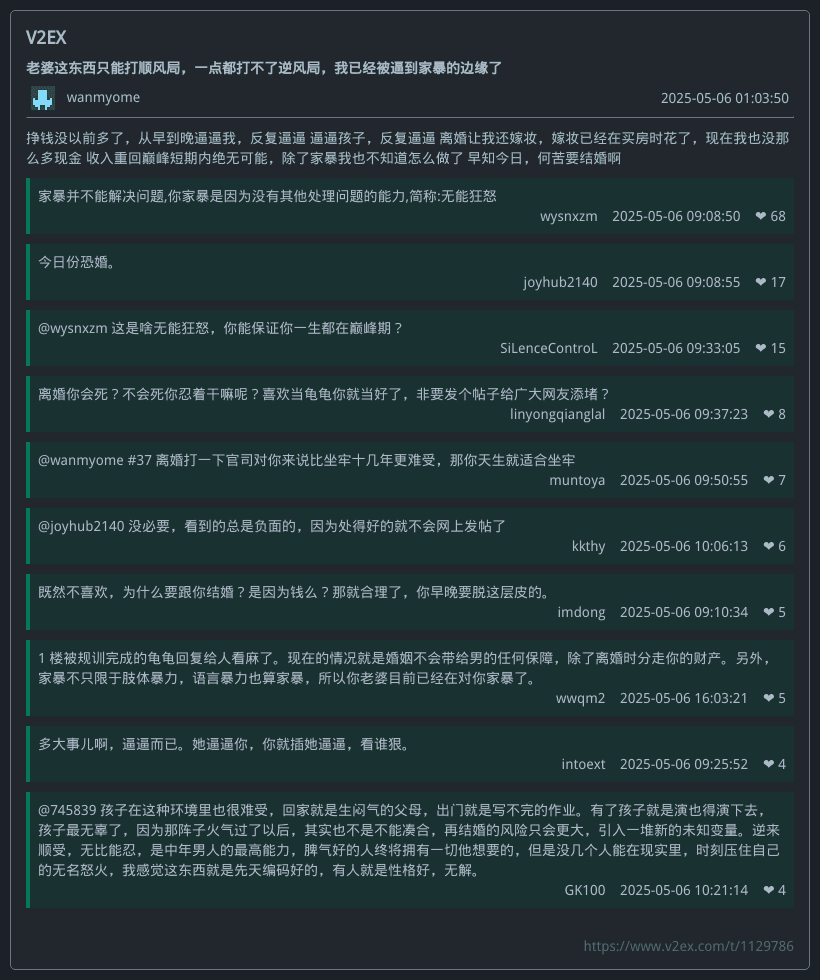 V2EX
老婆这东西只能打顺风局，一点都打不了逆风局，我已经被逼到家暴的边缘了
wanmyome 2025-05-06 01:03:50
挣钱没以前多了，从早到晚逼逼我，反复逼逼 逼逼孩子，反复逼逼 离婚让我还嫁妆，嫁妆已经在买房时花了，现在我也没那
么多现金 收入重回巅峰短期内绝无可能，除了家暴我也不知道怎么做了 早知今日，何苦要结婚啊
家暴并不能解决问题,你家暴是因为没有其他处理问题的能力,简称:无能狂怒
wysnxzm 2025-05-06 09:08:50 ❤ 68
今日份恐婚。
joyhub2140 2025-05-06 09:08:55 ❤ 17
@wysnxzm 这是啥无能狂怒，你能保证你一生都在巅峰期？
SiLenceControL 2025-05-06 09:33:05 ❤ 15
离婚你会死？不会死你忍着干嘛呢？喜欢当龟龟你就当好了，非要发个帖子给广大网友添堵？
linyongqianglal 2025-05-06 09:37:23 ❤ 8
@wanmyome #37 离婚打一下官司对你来说比坐牢十几年更难受，那你天生就适合坐牢
muntoya 2025-05-06 09:50:55 ❤ 7
@joyhub2140 没必要，看到的总是负面的，因为处得好的就不会网上发帖了
kkthy 2025-05-06 10:06:13 ❤ 6
既然不喜欢，为什么要跟你结婚？是因为钱么？那就合理了，你早晚要脱这层皮的。
imdong 2025-05-06 09:10:34 ❤ 5
1 楼被规训完成的龟龟回复给人看麻了。现在的情况就是婚姻不会带给男的任何保障，除了离婚时分走你的财产。另外，
家暴不只限于肢体暴力，语言暴力也算家暴，所以你老婆目前已经在对你家暴了。
wwqm2 2025-05-06 16:03:21 ❤ 5
多大事儿啊，逼逼而已。她逼逼你，你就插她逼逼，看谁狠。
intoext 2025-05-06 09:25:52 ❤ 4
@745839 孩子在这种环境里也很难受，回家就是生闷气的父母，出门就是写不完的作业。有了孩子就是演也得演下去，
孩子最无辜了，因为那阵子火气过了以后，其实也不是不能凑合，再结婚的风险只会更大，引入一堆新的未知变量。逆来
顺受，无比能忍，是中年男人的最高能力，脾气好的人终将拥有一切他想要的，但是没几个人能在现实里，时刻压住自己
的无名怒火，我感觉这东西就是先天编码好的，有人就是性格好，无解。
GK100 2025-05-06 10:21:14 ❤ 4
https://www.v2ex.com/t/1129786